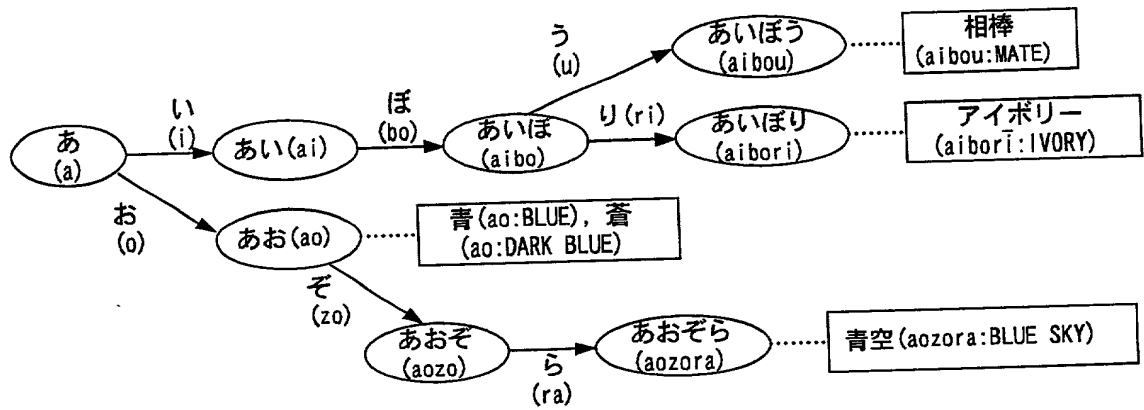 う
(u)
あいぼう
(aibou)
相棒
(aibou:MATE)
い
(i)
ぼ
(bo)
り(ri)
あ
(a)
あい(ai)
あいぼ
(aibo)
あいぼり
(aibori)
アイボリー
(aiborī:IVORY)
お
(o)
あお(ao)
青(ao:BLUE), 蒼
(ao:DARK BLUE)
ぞ
(zo)
あおぞ
(aozo)
ら
(ra)
あおぞら
(aozora)
青空(aozora:BLUE SKY)